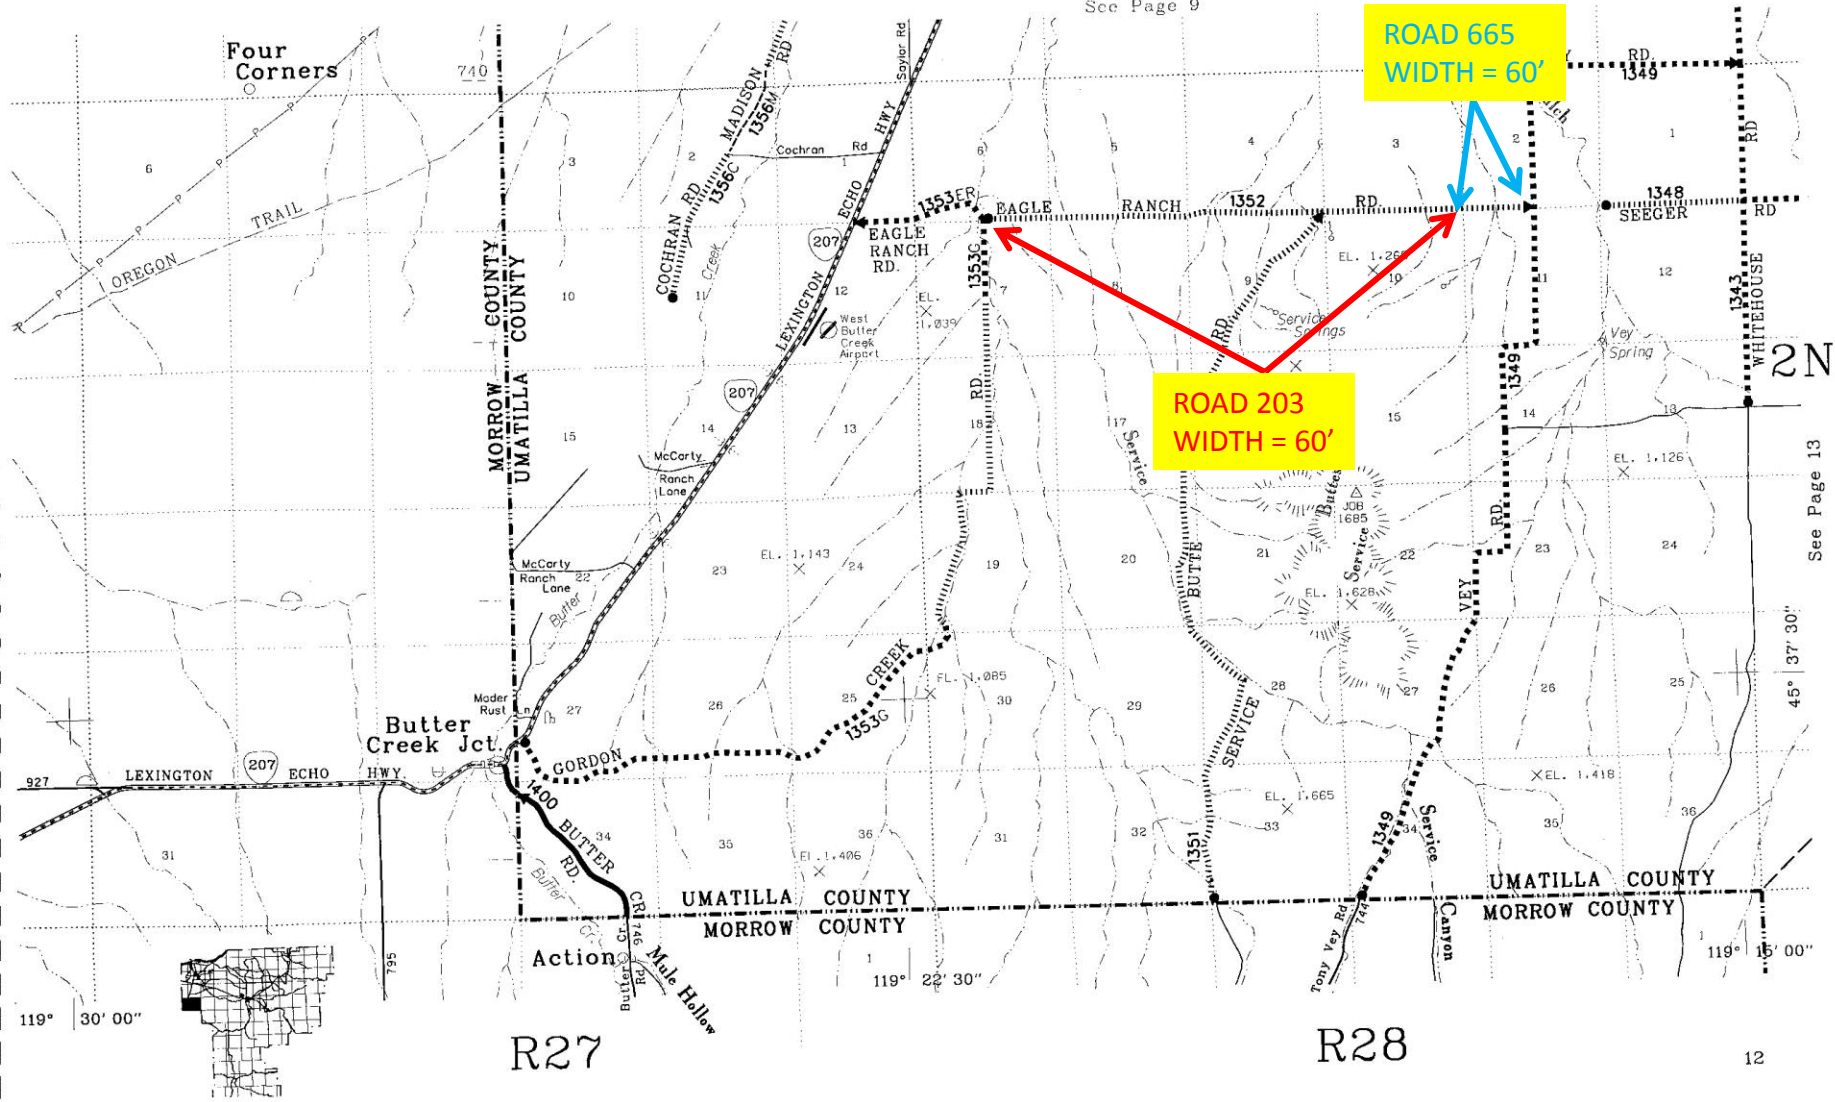 See Page 9
ROAD 665
WIDTH = 60'
RD.
1349
Four
Corners
740
Saylor Rd
MADISON RD
1356M
HWY
Cochran Rd
6
3
2
1
6
5
4
3
2
1
RD
COCHRAN RD
1356C
ECHO
1353ER
EAGLE RANCH 1352 RD.
1348
SEEGER RD
TRAIL
OREGON
EAGLE
RANCH
RD.
207
1353G
Creek
MORROW COUNTY
UMATILLA COUNTY
10
11
12
7
8
9
10
11
12
EL.
1,039
LEXINGTON
West
Butter
Creek
Airport
RD.
Service
Springs
Vey
Spring
1343
WHITEHOUSE
2N
1349
207
ROAD 203
WIDTH = 60'
RD.
15
14
13
18
17
15
14
13
McCarty
Ranch
Lane
Service
Buttes
JOB
1685
EL. 1,126
RD.
See Page 13
EL. 1,143
McCarty
Ranch
Lane
22
23
24
19
20
21
22
23
24
Butter
BUTTE
Service
EL. 1,628
VEY
45° 37' 30"
CREEK
1,085
Mader
Rust Ln
27
26
25
30
29
28
27
26
25
Butter
Creek Jct.
1353G
GORDON
SERVICE
927
LEXINGTON
207
ECHO
HWY.
EL. 1,418
EL. 1,665
1400
BUTTER
CR.
RD.
31
34
35
36
31
32
33
34
36
1351
1349
Service
Canyon
EL. 1,406
Butter Cr.
UMATILLA COUNTY
MORROW COUNTY
UMATILLA COUNTY
MORROW COUNTY
Action
795
Butter Cr. Rd
746
Mule Hollow
1
Tony Vey Rd
744
1
119° 22' 30"
119° 15' 00"
119° 30' 00"
R27
R28
12